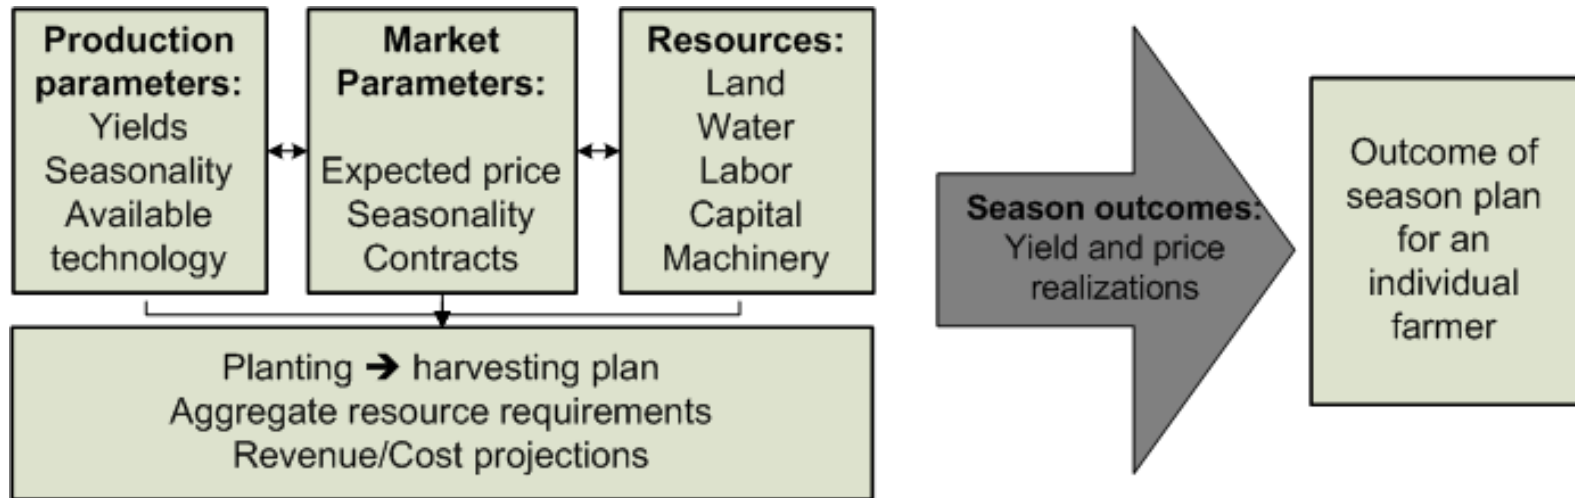 Production
parameters:
Yields
Seasonality
Available
technology
Market
Parameters:
Expected price
Seasonality
Contracts
Resources:
Land
Water
Labor
Capital
Machinery
Planting ➔ harvesting plan
Aggregate resource requirements
Revenue/Cost projections
Season outcomes:
Yield and price
realizations
Outcome of
season plan
for an
individual
farmer